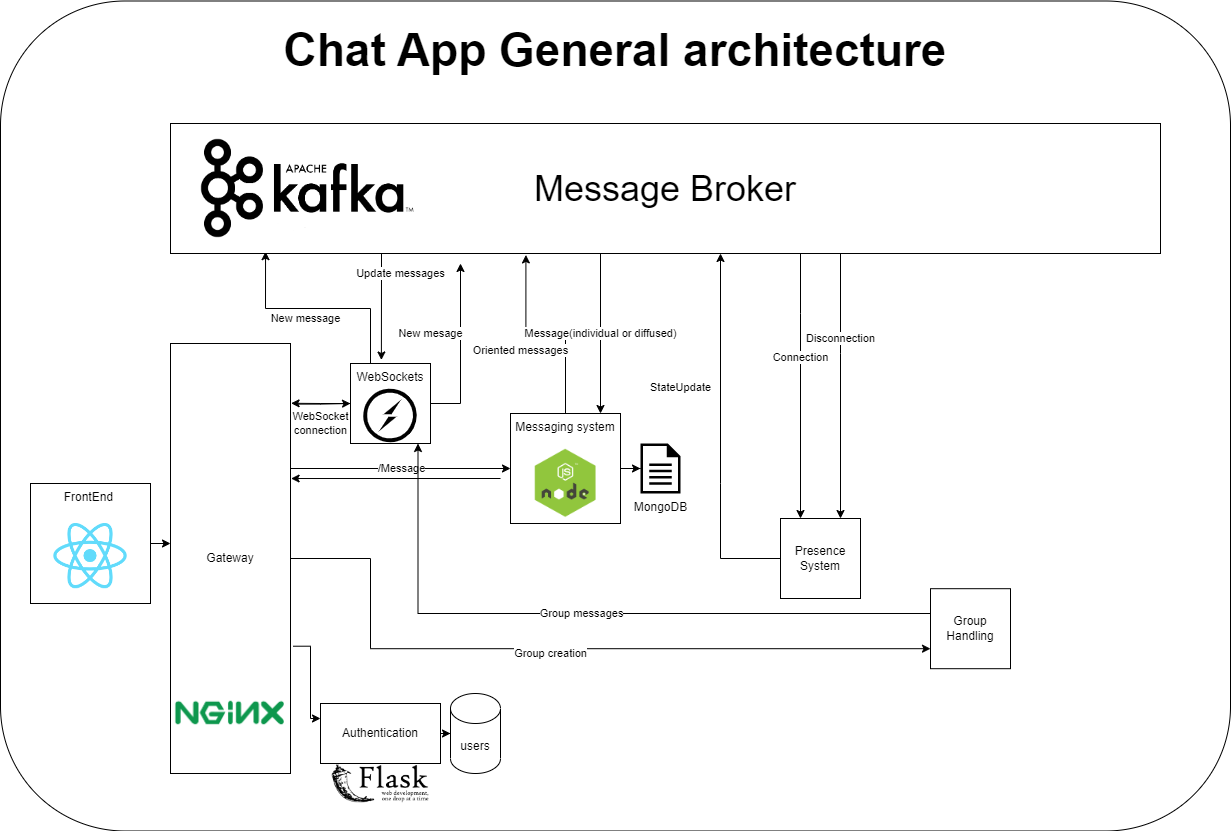 Chat App General architecture
APACHE
kafka
TM
Message Broker
Update messages
New message
New mesage
Message(individual or diffused)
Oriented messages
Disconnection
Connection
StateUpdate
WebSockets
WebSocket
connection
Messaging system
JS
node
/Message
MongoDB
FrontEnd
Gateway
Presence
System
Group messages
Group
Handling
Group creation
NGINX
Authentication
users
Flask
web development,
one drop at a time